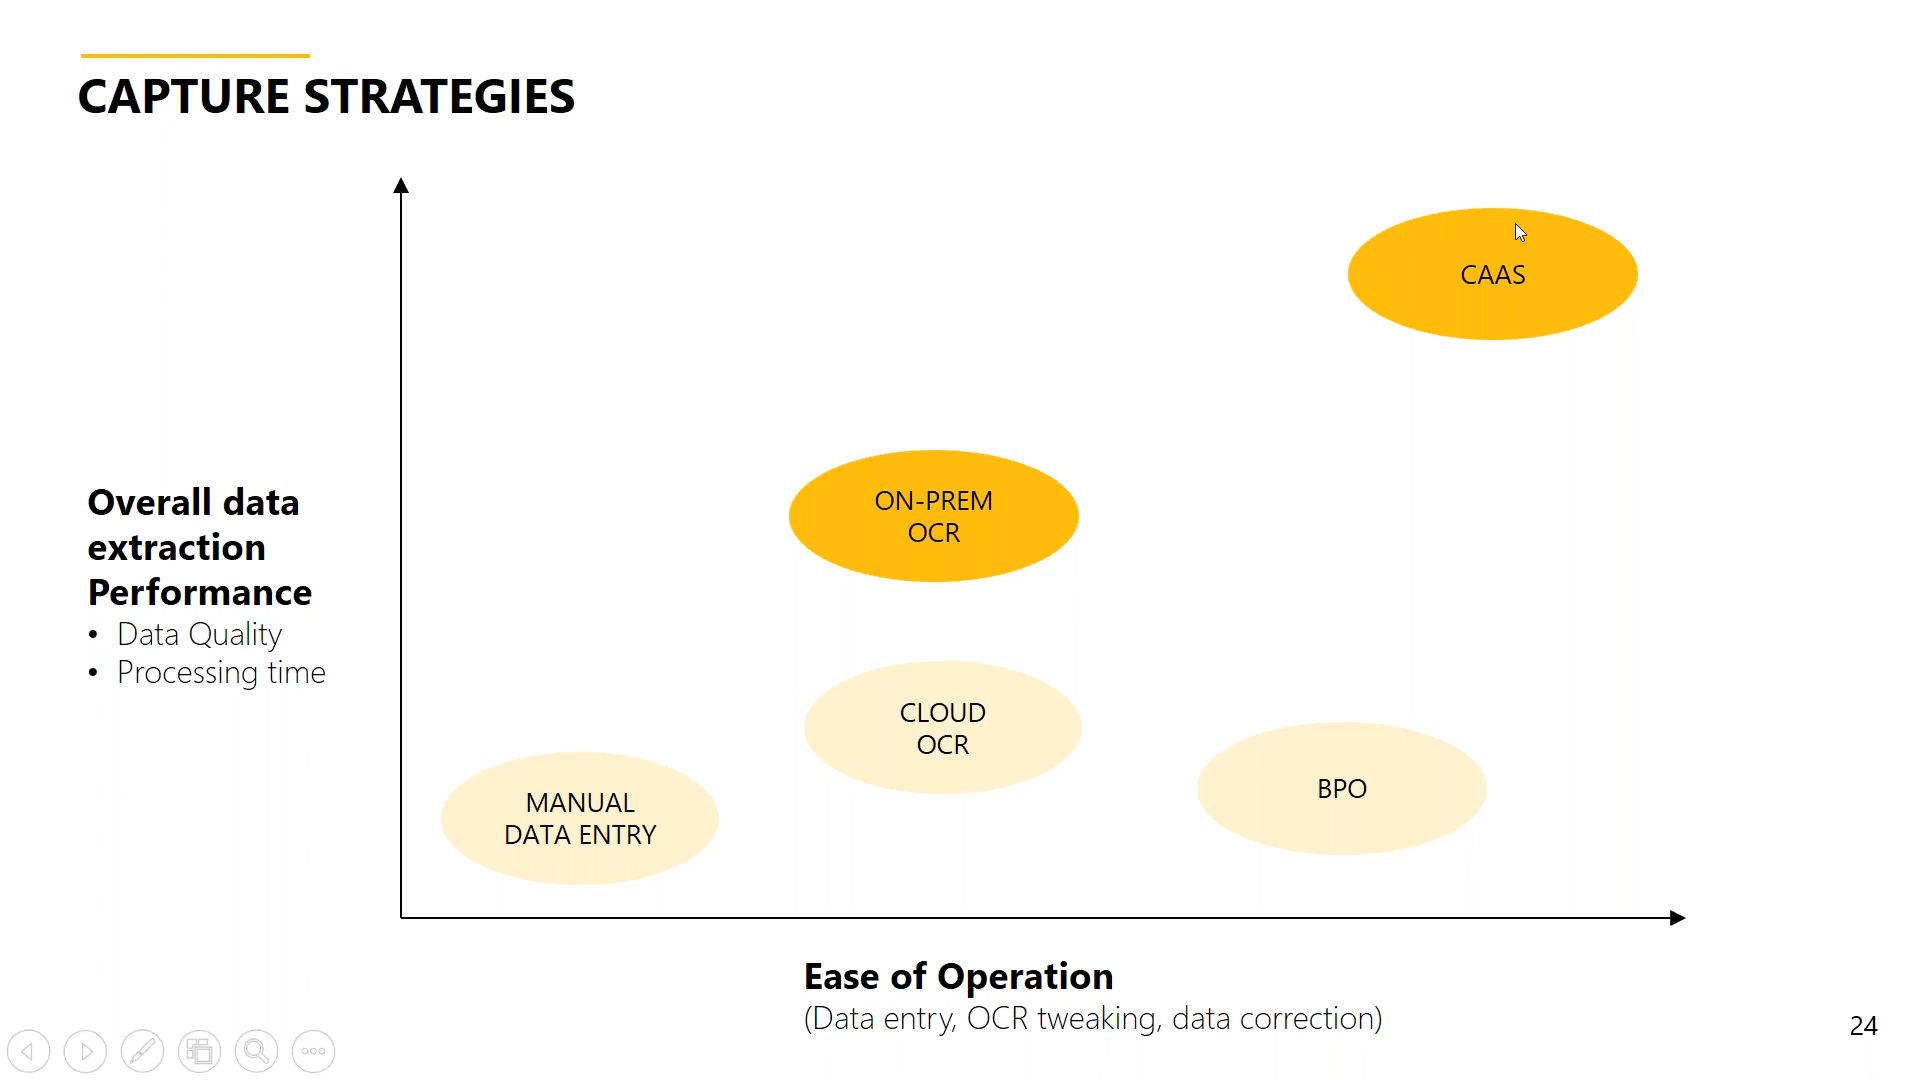 CAPTURE STRATEGIES
CAAS
ON-PREM
OCR
Overall data
extraction
Performance
• Data Quality
• Processing time
CLOUD
OCR
MANUAL
DATA ENTRY
BPO
Ease of Operation
(Data entry, OCR tweaking, data correction)
24